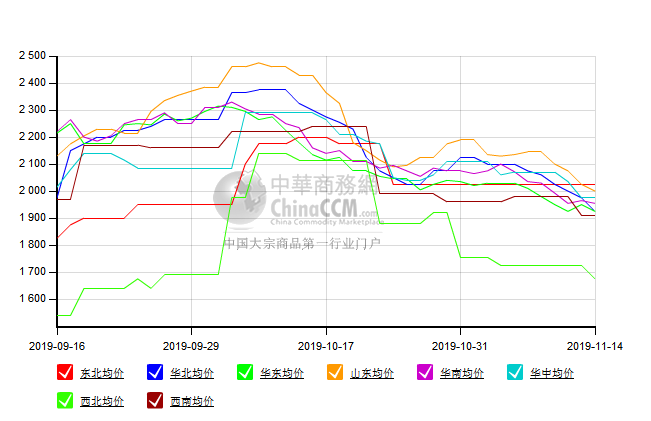 2 500
2 400
2 300
2 200
2 100
2 000
1 900
1 800
1 700
1 600
中華商務網
ChinaCCM.com
China Commodity Marketplace
中国大宗商品第一行业门户
2019-09-16 2019-09-29 2019-10-17 2019-10-31 2019-11-14
东北均价 华北均价 华东均价 山东均价 华南均价 华中均价
西北均价 西南均价